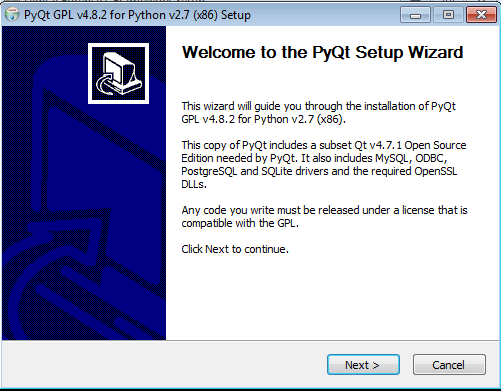 PyQt GPL v4.8.2 for Python v2.7 (x86) Setup
Welcome to the PyQt Setup Wizard
This wizard will guide you through the installation of PyQt
GPL v4.8.2 for Python v2.7 (x86).
This copy of PyQt includes a subset Qt v4.7.1 Open Source
Edition needed by PyQt. It also includes MySQL, ODBC,
PostgreSQL and SQLite drivers and the required OpenSSL
DLLs.
Any code you write must be released under a license that is
compatible with the GPL.
Click Next to continue.
Next >
Cancel